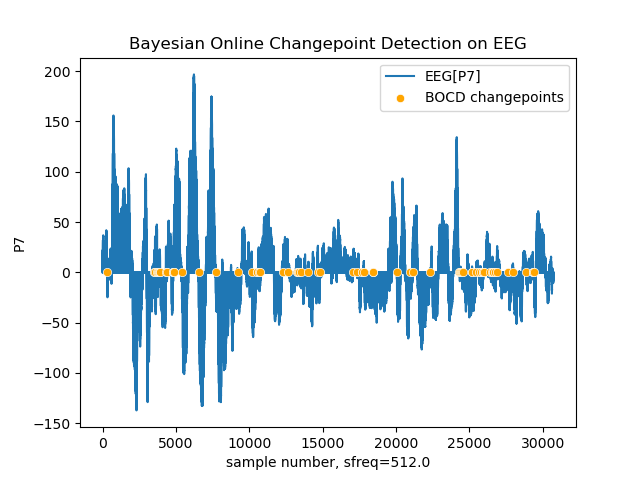 Bayesian Online Changepoint Detection on EEG
EEG[P7]
BOCD changepoints
200
150
100
50
0
−50
−100
−150
P7
0 5000 10000 15000 20000 25000 30000
sample number, sfreq=512.0